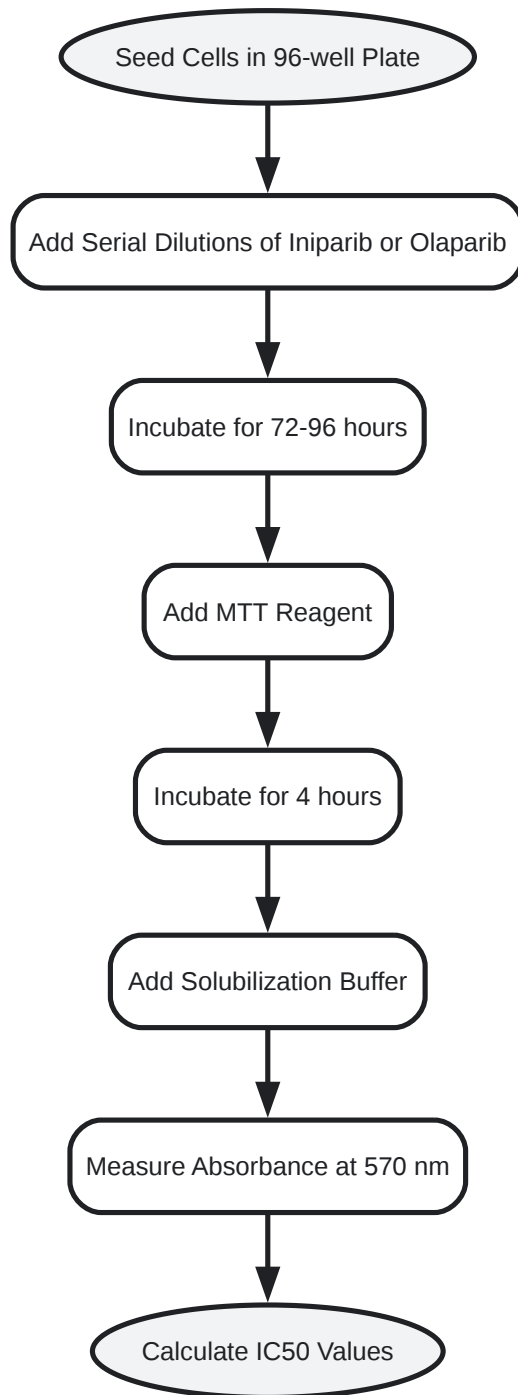 Seed Cells in 96-well Plate
Add Serial Dilutions of Iniparib or Olaparib
Incubate for 72-96 hours
Add MTT Reagent
Incubate for 4 hours
Add Solubilization Buffer
Measure Absorbance at 570 nm
Calculate IC50 Values